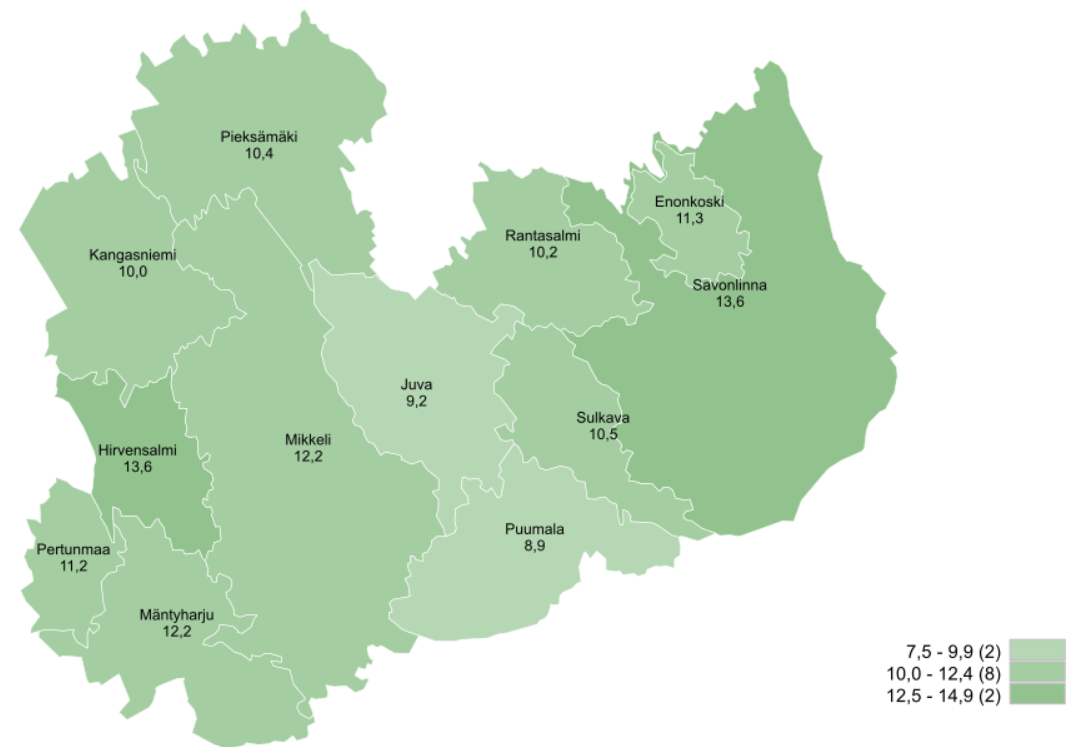 Pieksämäki
10,4
Enonkoski
11,3
Rantasalmi
10,2
Kangasniemi
10,0
Savonlinna
13,6
Juva
9,2
Sulkava
10,5
Mikkeli
12,2
Hirvensalmi
13,6
Puumala
8,9
Pertunmaa
11,2
Mäntyharju
12,2
7,5 - 9,9 (2)
10,0 - 12,4 (8)
12,5 - 14,9 (2)